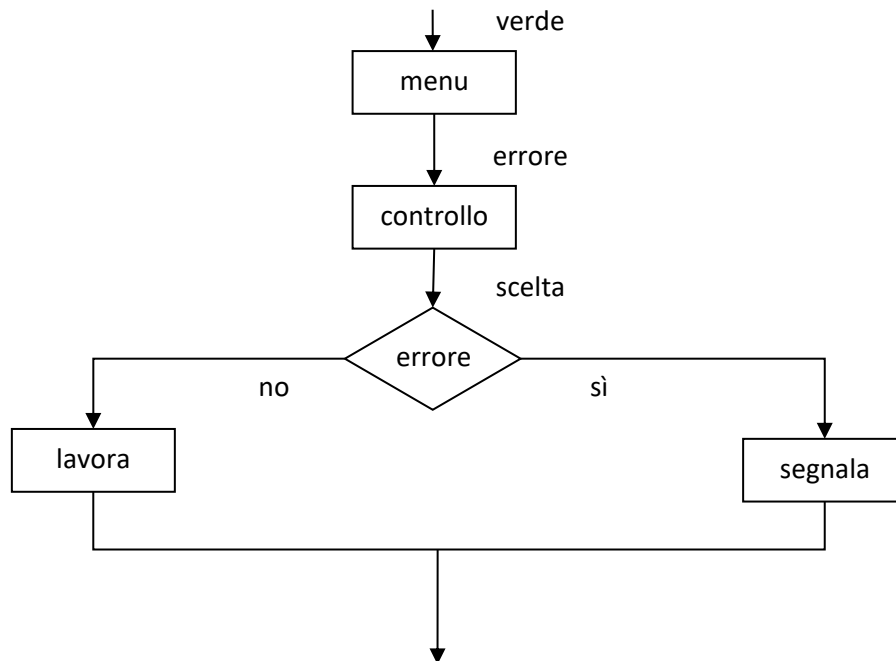 verde
menu
errore
controllo
scelta
errore
no
sì
lavora
segnala